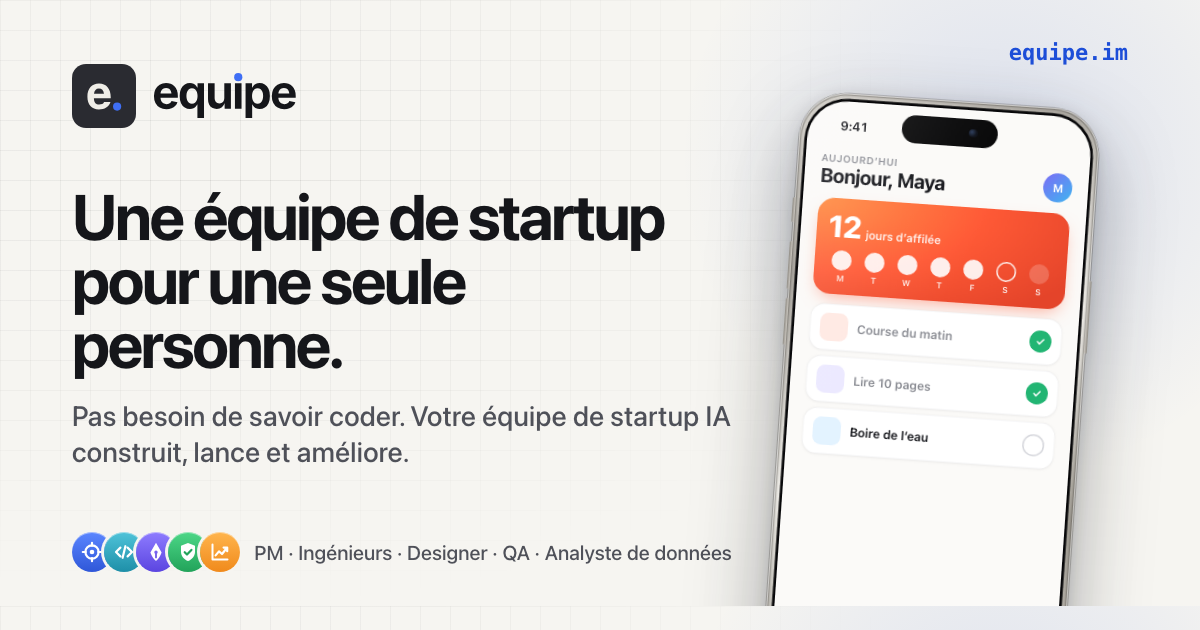 equipe.im
e.
equipe
Une équipe de startup
pour une seule
personne.
Pas besoin de savoir coder. Votre équipe de startup IA
construit, lance et améliore.
PM · Ingénieurs · Designer · QA · Analyste de données
9:41
AUJOURD'HUI
Bonjour, Maya
M
12 jours d'affilée
M T W T F S S
Course du matin
Lire 10 pages
Boire de l'eau